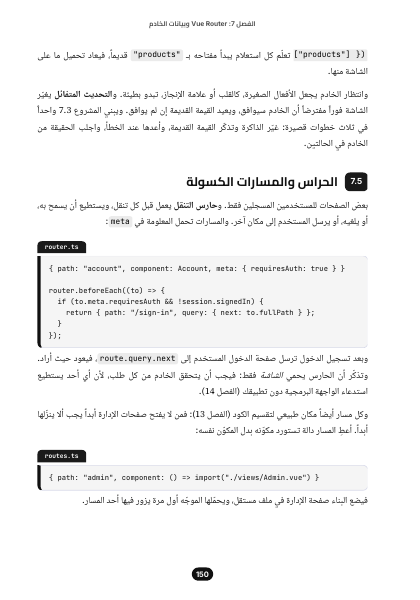 الفصل 7: Vue Router وبيانات الخادم
({ ["products"] تعلّم كل استعلام يبدأ مفتاحه بـ "products" قديماً، فيعاد تحميل ما على
الشاشة منها.
وانتظار الخادم يجعل الأفعال الصغيرة، كالقلب أو علامة الإنجاز، تبدو بطيئة. والتحديث المتفائل يغيّر
الشاشة فوراً مفترضاً أن الخادم سيوافق، ويعيد القيمة القديمة إن لم يوافق. ويبني المشروع 7.3 واحداً
في ثلاث خطوات قصيرة: غيّر الذاكرة وتذكّر القيمة القديمة، وأعدها عند الخطأ، واجلب الحقيقة من
الخادم في الحالتين.
7.5 الحراس والمسارات الكسولة
بعض الصفحات للمستخدمين المسجلين فقط. وحارس التنقل يعمل قبل كل تنقل، ويستطيع أن يسمح به،
أو يلغيه، أو يرسل المستخدم إلى مكان آخر. والمسارات تحمل المعلومة في meta :
router.ts
{ path: "account", component: Account, meta: { requiresAuth: true } }
router.beforeEach((to) => {
if (to.meta.requiresAuth && !session.signedIn) {
return { path: "/sign-in", query: { next: to.fullPath } };
}
});
وبعد تسجيل الدخول ترسل صفحة الدخول المستخدم إلى route.query.next ، فيعود حيث أراد.
وتذكّر أن الحارس يحمي الشاشة فقط: فيجب أن يتحقق الخادم من كل طلب، لأن أي أحد يستطيع
استدعاء الواجهة البرمجية دون تطبيقك (الفصل 14).
وكل مسار أيضاً مكان طبيعي لتقسيم الكود (الفصل 13): فمن لا يفتح صفحات الإدارة أبداً يجب ألا ينزّلها
أبداً. أعطِ المسار دالة تستورد مكوّنه بدل المكوّن نفسه:
routes.ts
{ path: "admin", component: () => import("./views/Admin.vue") }
فيضع البناء صفحة الإدارة في ملف مستقل، ويحمّلها الموجّه أول مرة يزور فيها أحد المسار.
150